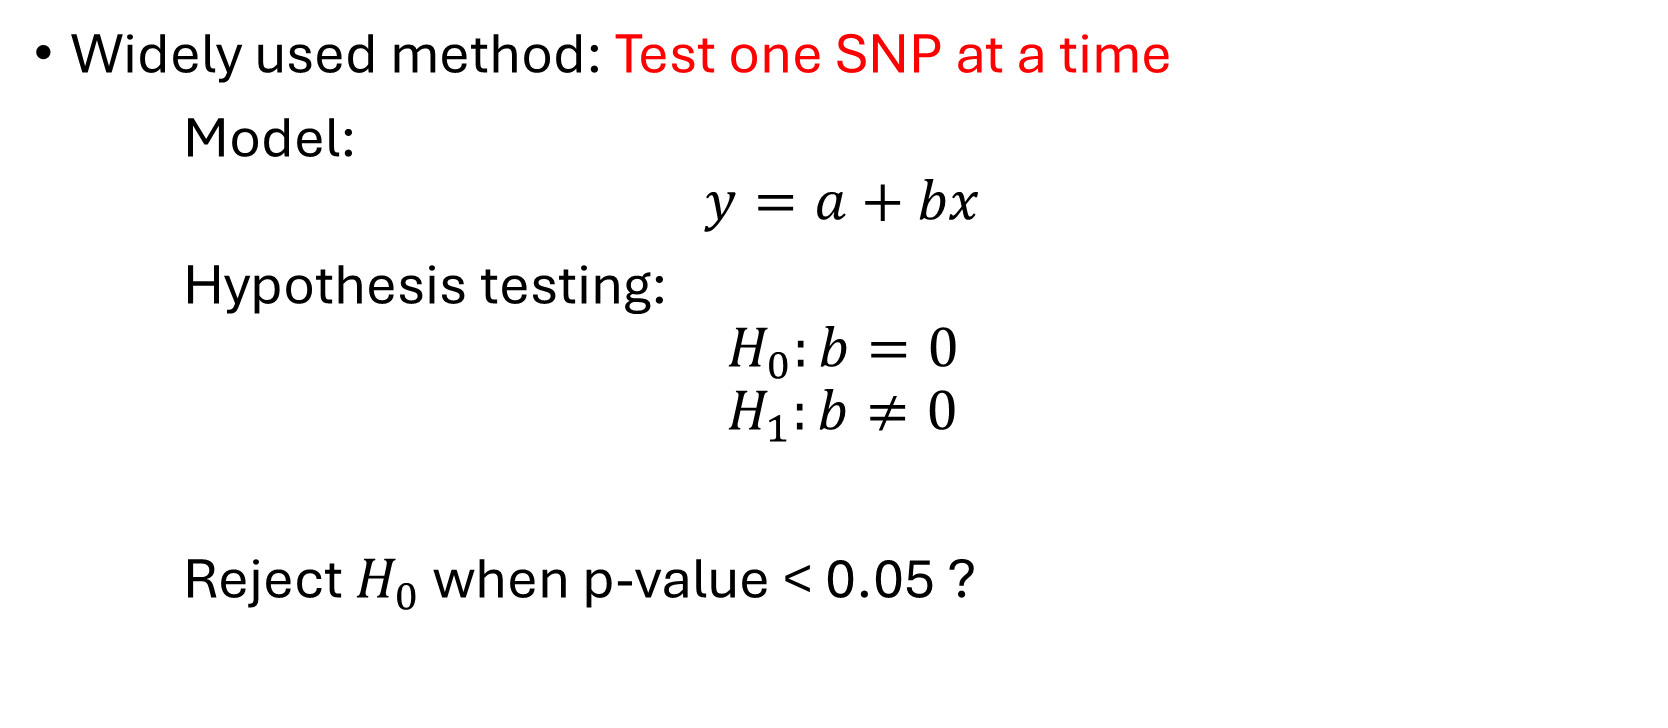 • Widely used method: Test one SNP at a time
Model:
𝑦 = 𝑎 + 𝑏𝑥
Hypothesis testing:
𝐻₀: 𝑏 = 0
𝐻₁: 𝑏 ≠ 0
Reject 𝐻₀ when p-value < 0.05 ?